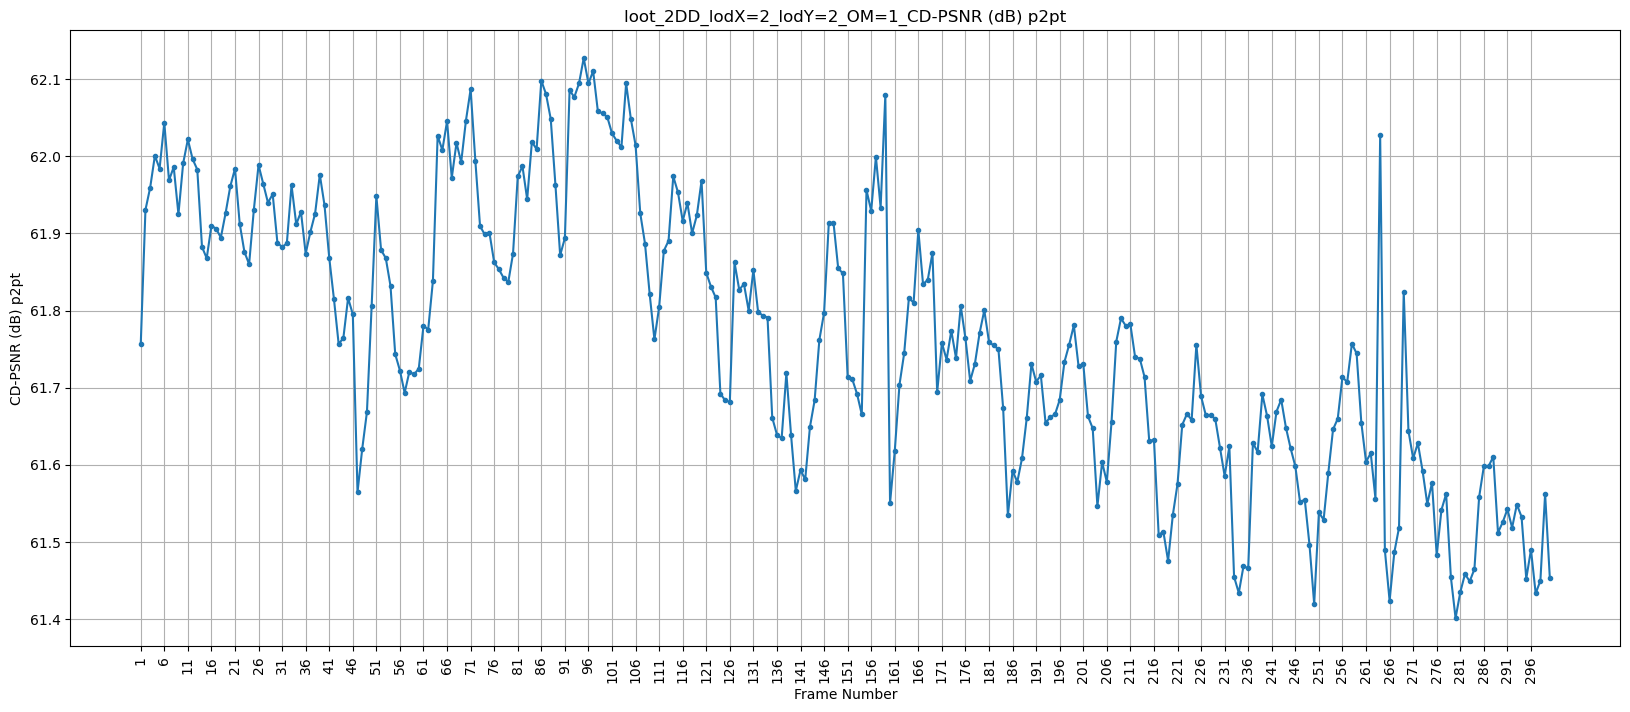 loot_2DD_lodX=2_lodY=2_OM=1_CD-PSNR (dB) p2pt
62.1
62.0
61.9
61.8
61.7
61.6
61.5
61.4
CD-PSNR (dB) p2pt
1 6 11 16 21 26 31 36 41 46 51 56 61 66 71 76 81 86 91 96 101 106 111 116 121 126 131 136 141 146 151 156 161 166 171 176 181 186 191 196 201 206 211 216 221 226 231 236 241 246 251 256 261 266 271 276 281 286 291 296
Frame Number